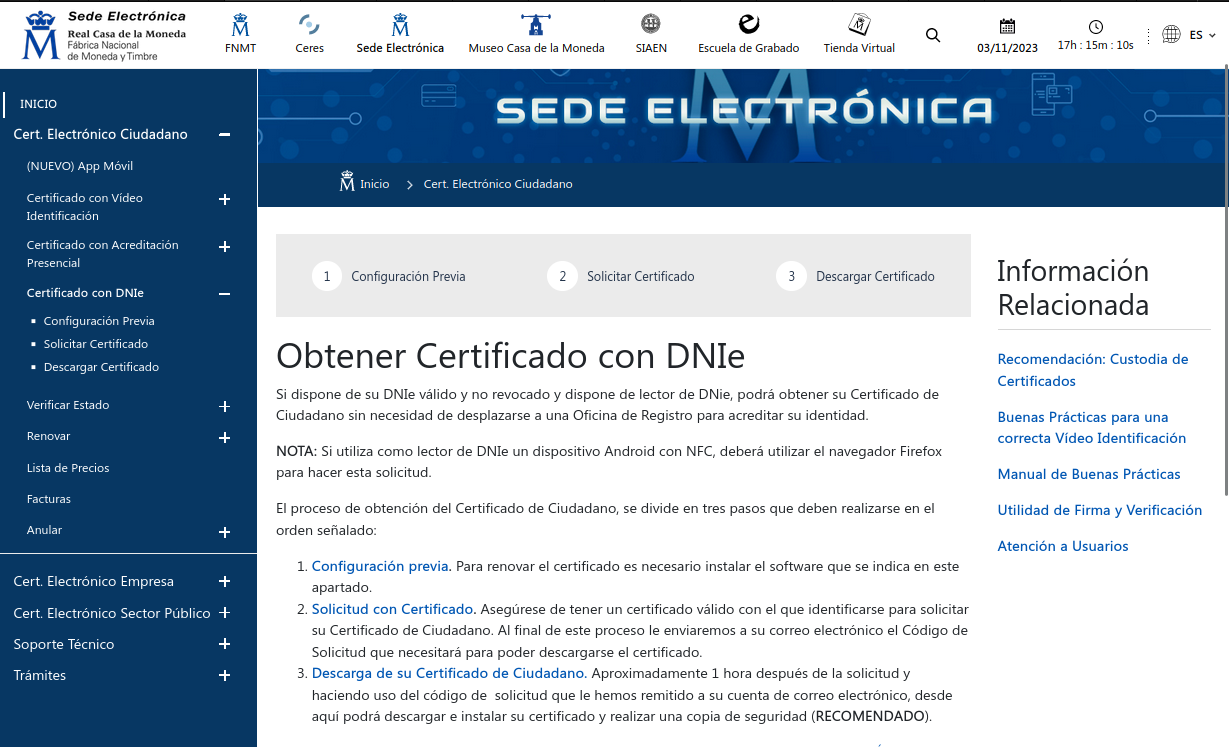 Sede Electrónica
Real Casa de la Moneda
Fábrica Nacional
de Moneda y Timbre
FNMT
Ceres
Sede Electrónica
Museo Casa de la Moneda
SIAEN
Escuela de Grabado
Tienda Virtual
03/11/2023
17h : 15m : 10s
ES
INICIO
Cert. Electrónico Ciudadano
(NUEVO) App Móvil
Certificado con Vídeo
Identificación
Certificado con Acreditación
Presencial
Certificado con DNIe
Configuración Previa
Solicitar Certificado
Descargar Certificado
Verificar Estado
Renovar
Lista de Precios
Facturas
Anular
Cert. Electrónico Empresa
Cert. Electrónico Sector Público
Soporte Técnico
Trámites
SEDE ELECTRÓNICA
Inicio > Cert. Electrónico Ciudadano
1 Configuración Previa
2 Solicitar Certificado
3 Descargar Certificado
Obtener Certificado con DNIe
Si dispone de su DNIe válido y no revocado y dispone de lector de DNie, podrá obtener su Certificado de
Ciudadano sin necesidad de desplazarse a una Oficina de Registro para acreditar su identidad.
NOTA: Si utiliza como lector de DNIe un dispositivo Android con NFC, deberá utilizar el navegador Firefox
para hacer esta solicitud.
El proceso de obtención del Certificado de Ciudadano, se divide en tres pasos que deben realizarse en el
orden señalado:
1. Configuración previa. Para renovar el certificado es necesario instalar el software que se indica en este
apartado.
2. Solicitud con Certificado. Asegúrese de tener un certificado válido con el que identificarse para solicitar
su Certificado de Ciudadano. Al final de este proceso le enviaremos a su correo electrónico el Código de
Solicitud que necesitará para poder descargarse el certificado.
3. Descarga de su Certificado de Ciudadano. Aproximadamente 1 hora después de la solicitud y
haciendo uso del código de solicitud que le hemos remitido a su cuenta de correo electrónico, desde
aquí podrá descargar e instalar su certificado y realizar una copia de seguridad (RECOMENDADO).
Información
Relacionada
Recomendación: Custodia de
Certificados
Buenas Prácticas para una
correcta Vídeo Identificación
Manual de Buenas Prácticas
Utilidad de Firma y Verificación
Atención a Usuarios